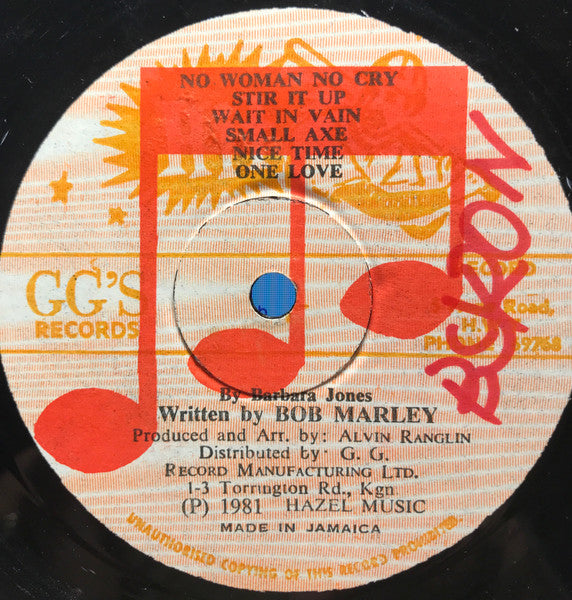 NO WOMAN NO CRY
STIR IT UP
WAIT IN VAIN
SMALL AXE
NICE TIME
ONE LOVE
GG'S
RECORDS
Road,
By Barbara Jones
Written by BOB MARLEY
Produced and Arr. by: ALVIN RANGLIN
Distributed by G. G.
RECORD MANUFACTURING LTD.
1-3 Torrington Rd., Kgn
(P) 1981 HAZEL MUSIC
MADE IN JAMAICA
UNAUTHORISED COPYING OF THIS RECORD PROHIBITED